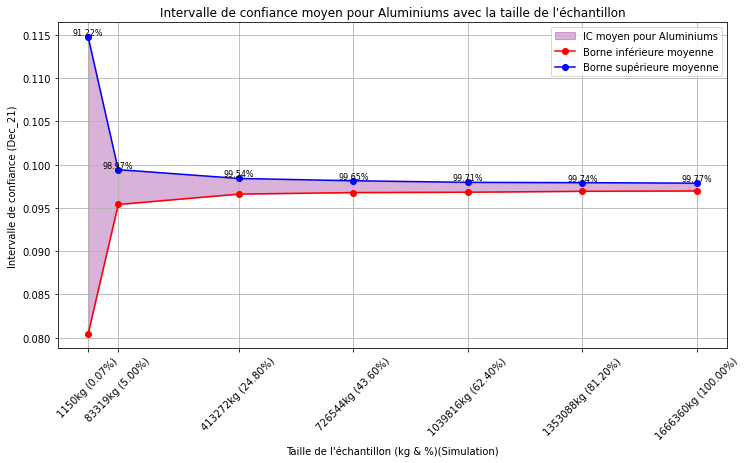 Intervalle de confiance moyen pour Aluminiums avec la taille de l'échantillon
IC moyen pour Aluminiums
Borne inférieure moyenne
Borne supérieure moyenne
Intervalle de confiance (Dec_21)
0.115
0.110
0.105
0.100
0.095
0.090
0.085
0.080
91.22%
98.97%
99.54%
99.65%
99.71%
99.74%
99.77%
1150kg (0.07%)
83319kg (5.00%)
413272kg (24.80%)
726544kg (43.60%)
1039816kg (62.40%)
1353088kg (81.20%)
1666360kg (100.00%)
Taille de l'échantillon (kg & %)(Simulation)